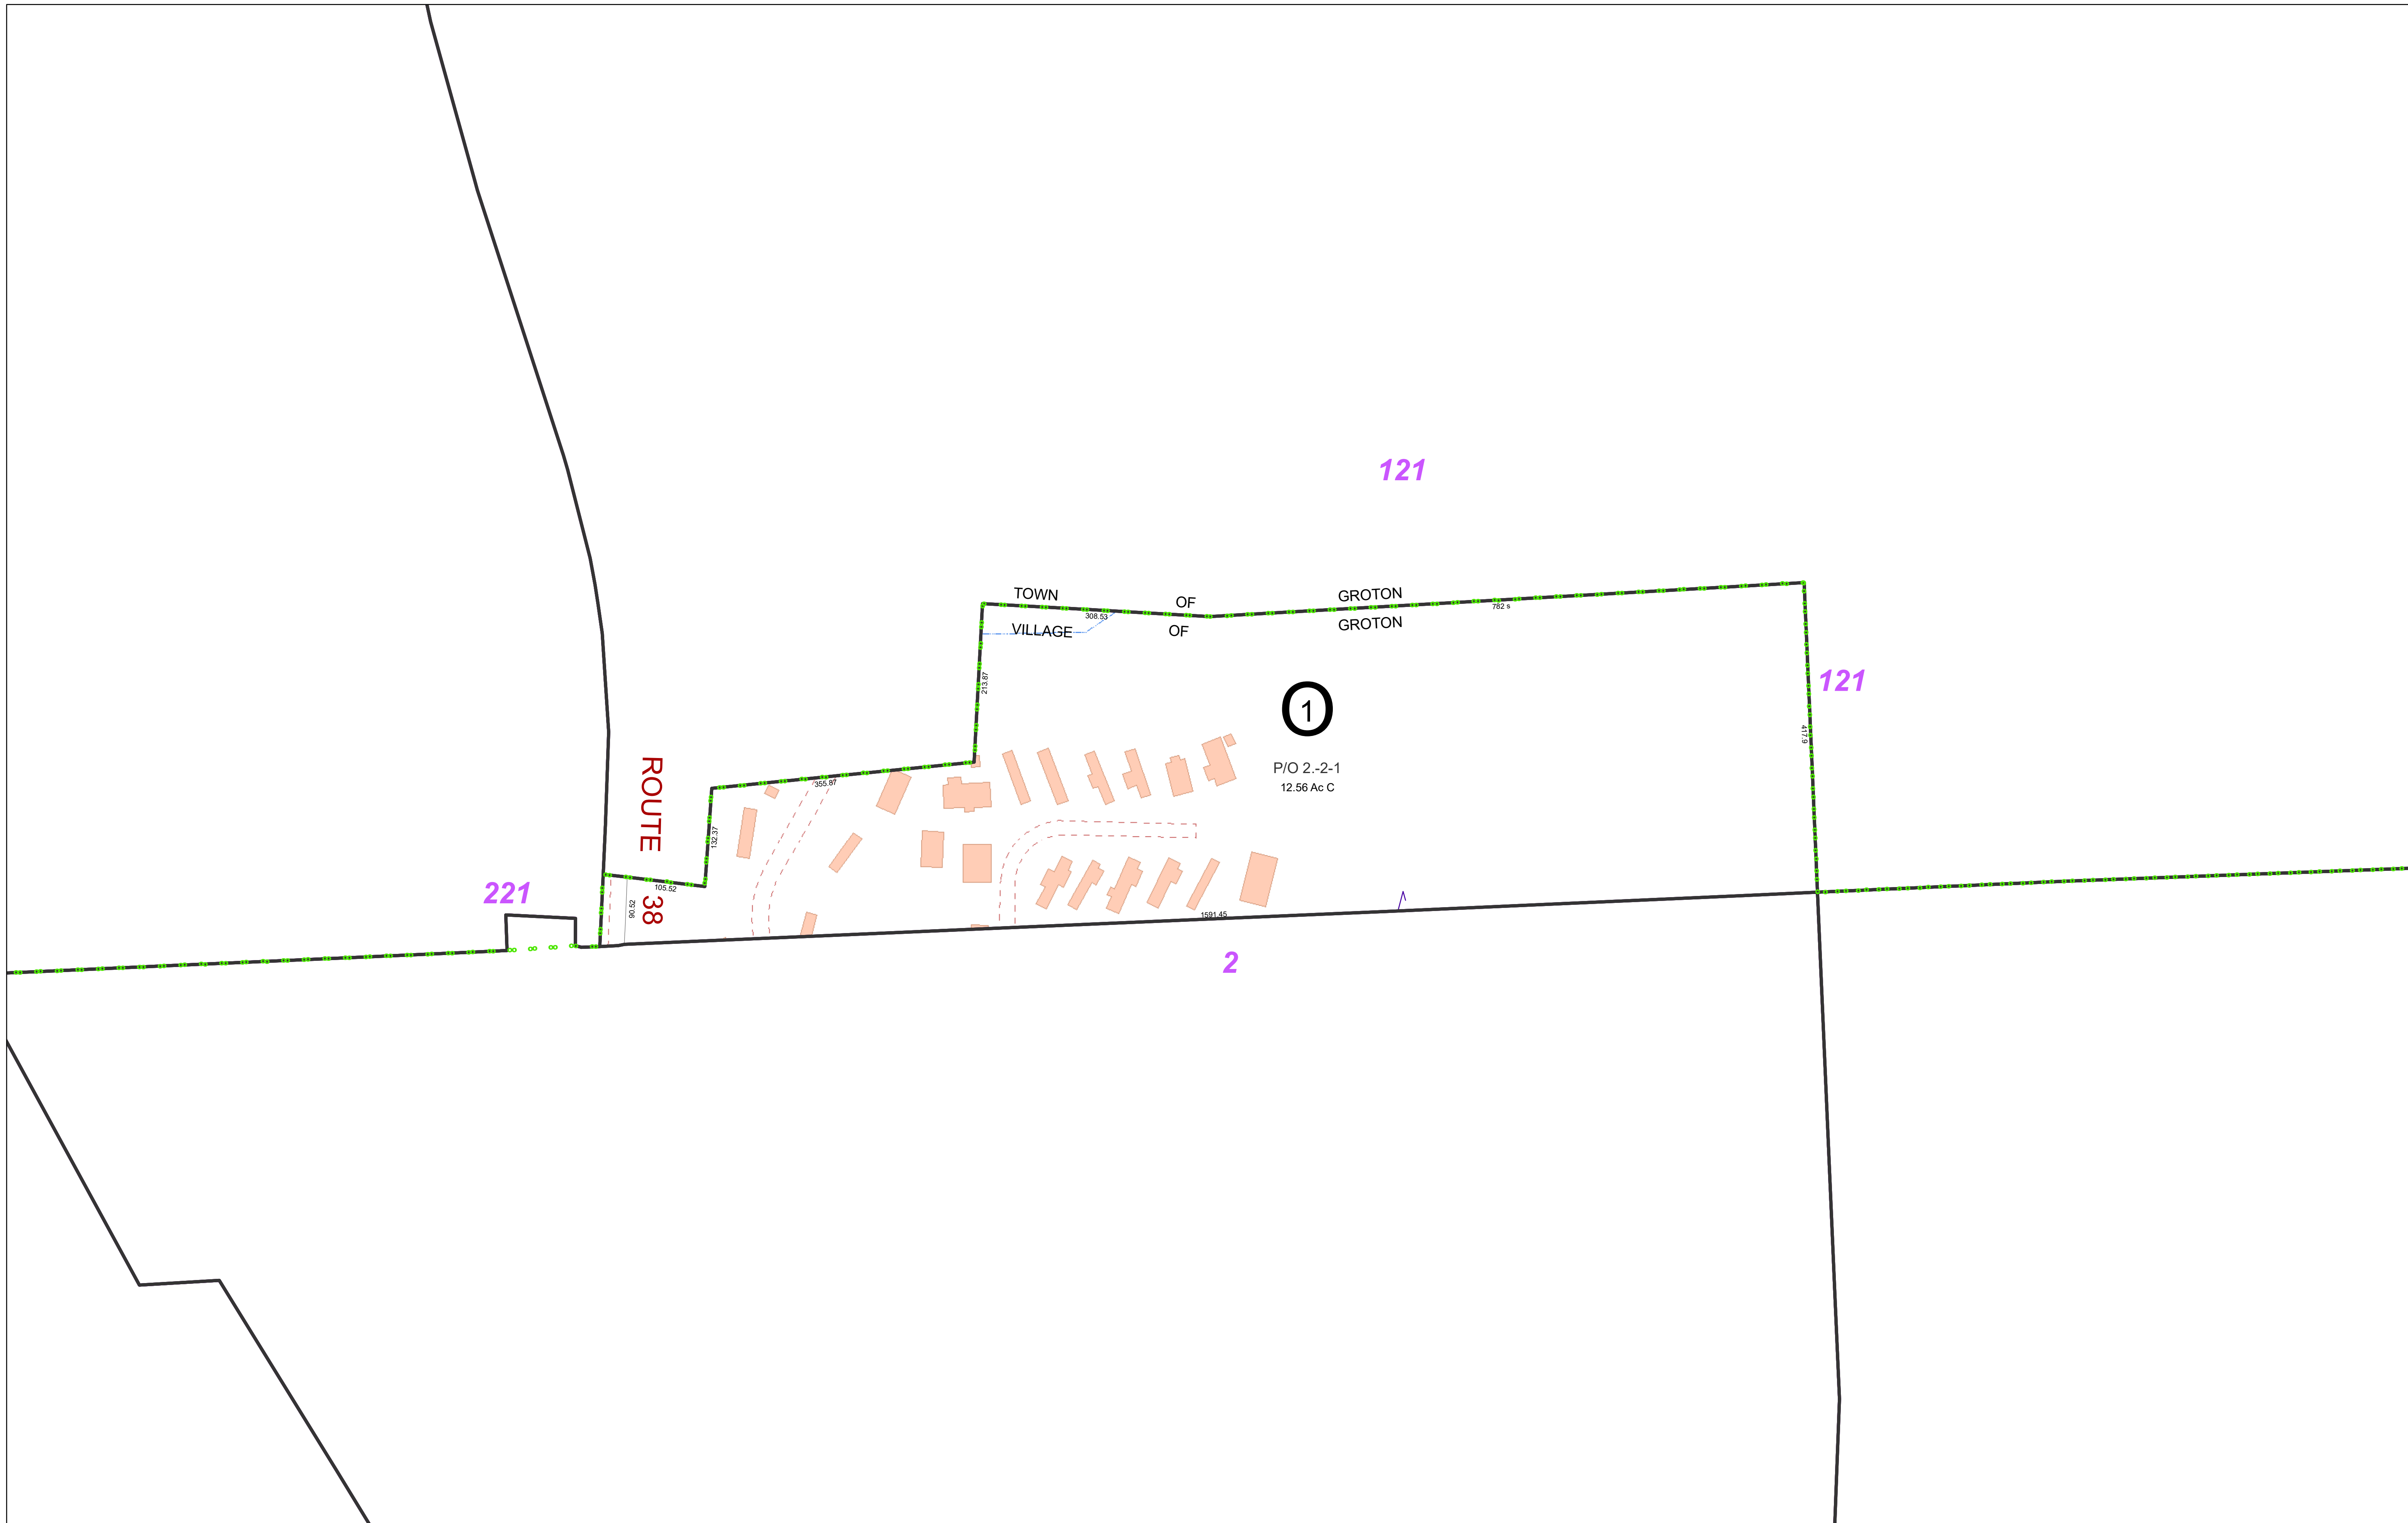 121
TOWN OF GROTON
782 s
308.53
VILLAGE OF GROTON
213.87
121
1
417.9
P/O 2.-2-1
12.56 Ac C
355.87
ROUTE 38
132.37
105.52
221
90.52
1591.45
2